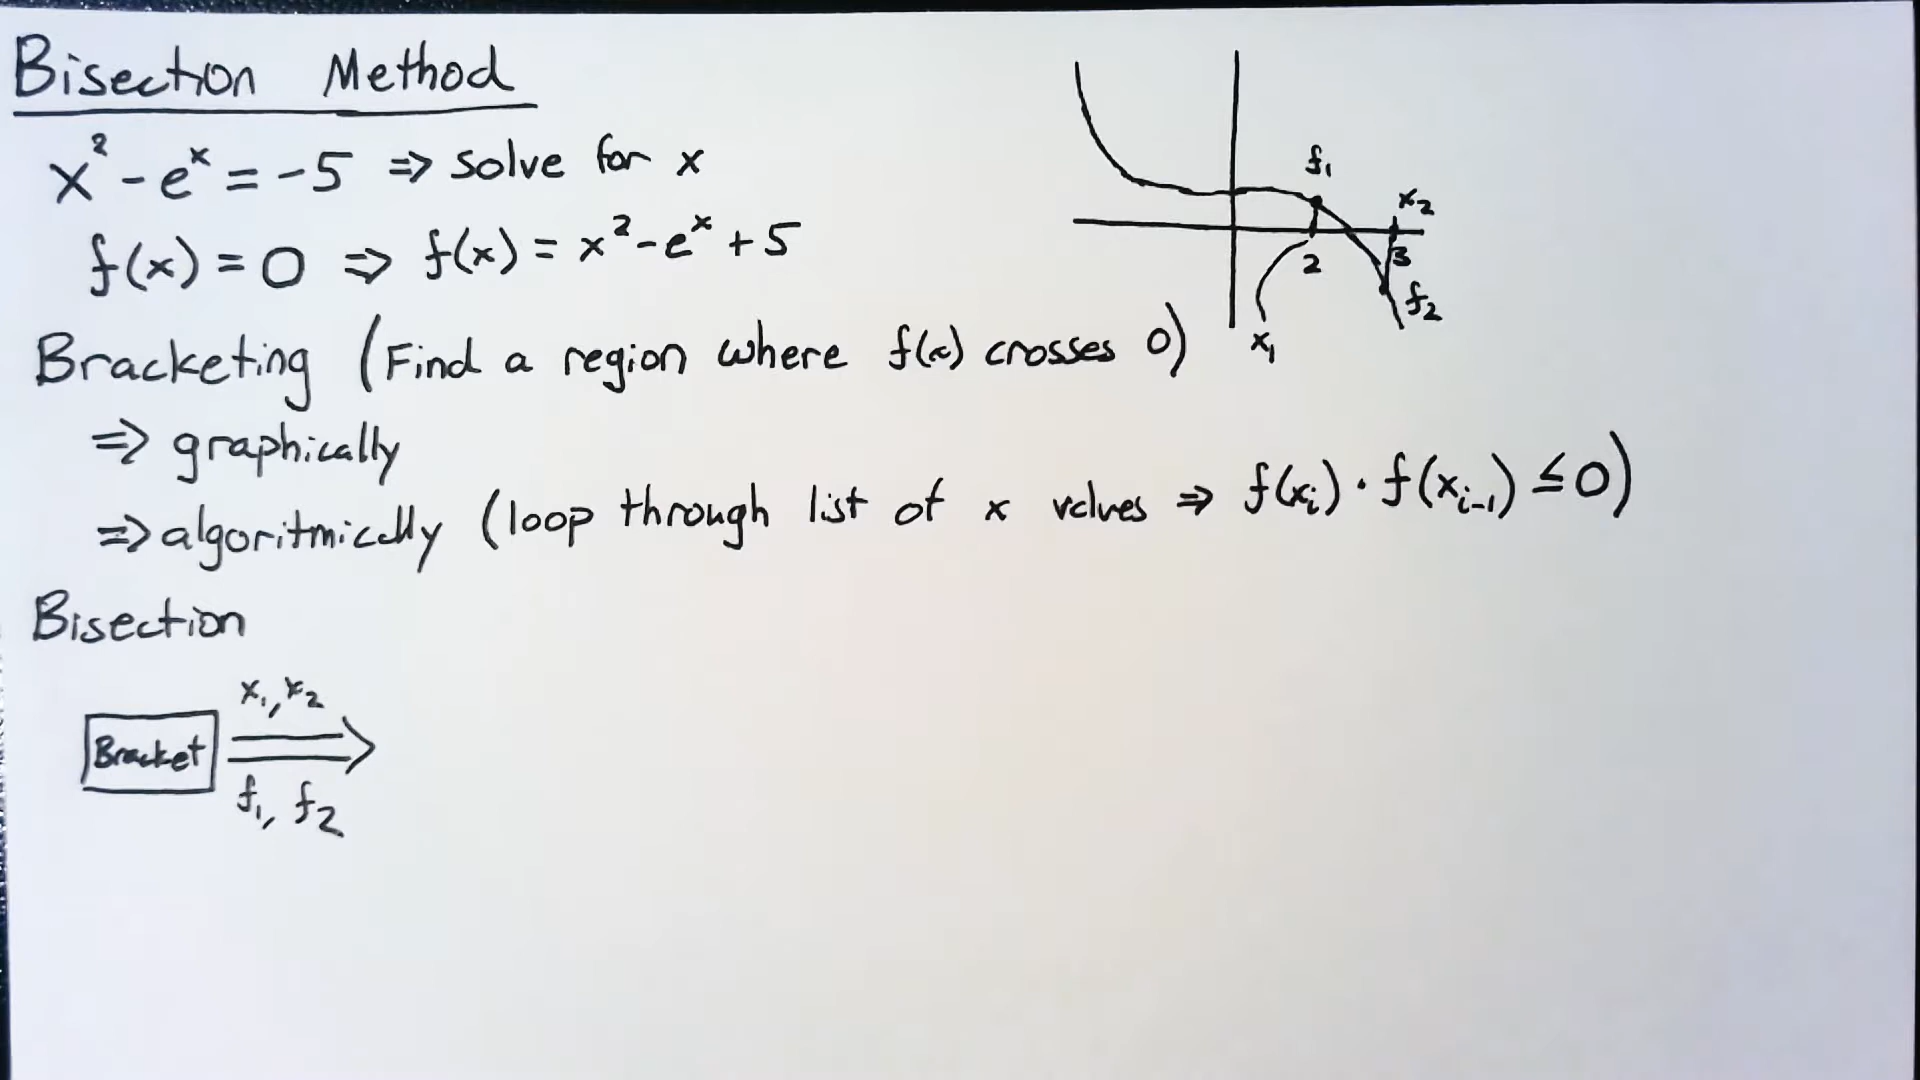 Bisection Method
x² - eˣ = -5 ⇒ solve for x
f(x) = 0 ⇒ f(x) = x² - eˣ + 5
f₁
x₂
2
3
f₂
x₁
Bracketing (Find a region where f(x) crosses 0)
⇒ graphically
⇒ algoritmically (loop through list of x values ⇒ f(xᵢ) · f(xᵢ₋₁) ≤ 0)
Bisection
x₁, x₂
Bracket
f₁, f₂